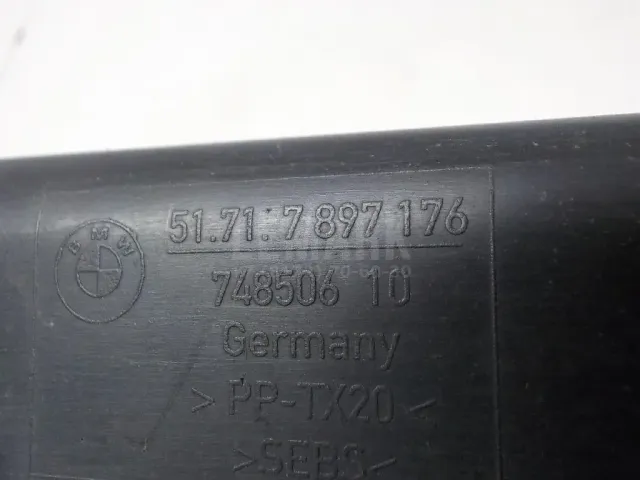 51.71.7 897 176
BMW
748506 10
Germany
>PP-TX20<
>SEBS<